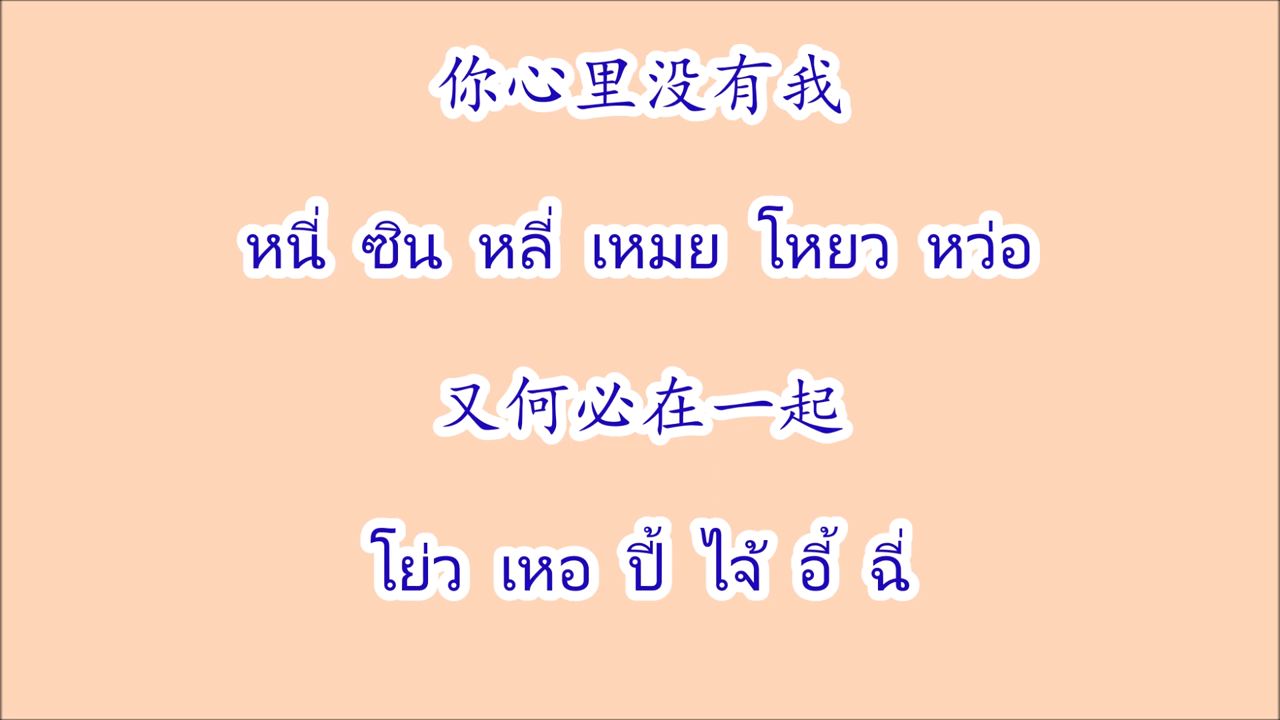 你心里没有我
หนี่ ซิน หลี่ เหมย โหยว หว่อ
又何必在一起
โย่ว เหอ ปี้ ไจ้ อี้ ฉี่